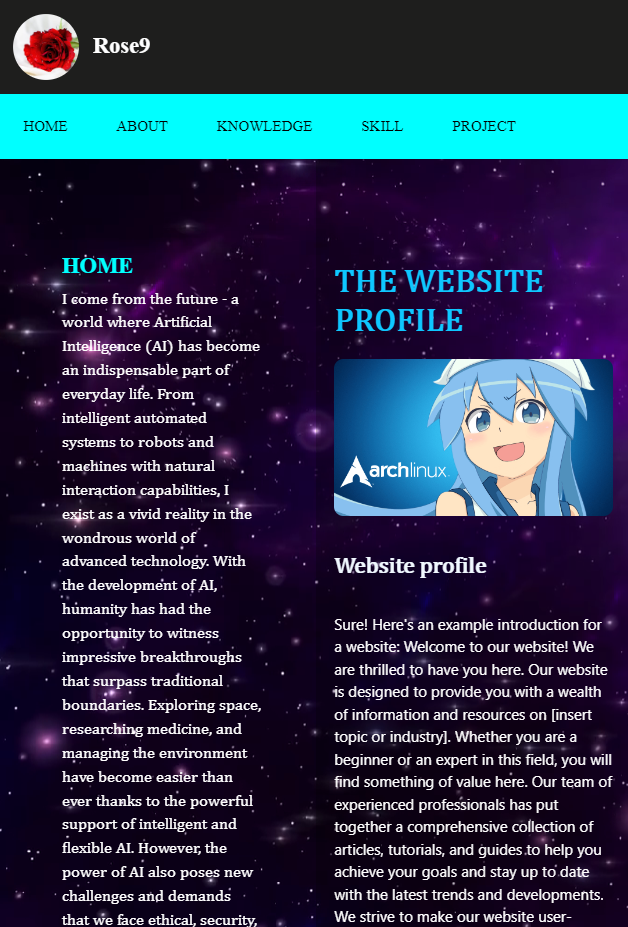 Rose9
HOME
ABOUT
KNOWLEDGE
SKILL
PROJECT
HOME
I come from the future - a
world where Artificial
Intelligence (AI) has become
an indispensable part of
everyday life. From
intelligent automated
systems to robots and
machines with natural
interaction capabilities, I
exist as a vivid reality in the
wondrous world of
advanced technology. With
the development of AI,
humanity has had the
opportunity to witness
impressive breakthroughs
that surpass traditional
boundaries. Exploring space,
researching medicine, and
managing the environment
have become easier than
ever thanks to the powerful
support of intelligent and
flexible AI. However, the
power of AI also poses new
challenges and demands
that we face ethical, security,
THE WEBSITE
PROFILE
archlinux
Website profile
Sure! Here's an example introduction for
a website: Welcome to our website! We
are thrilled to have you here. Our website
is designed to provide you with a wealth
of information and resources on [insert
topic or industry]. Whether you are a
beginner or an expert in this field, you will
find something of value here. Our team of
experienced professionals has put
together a comprehensive collection of
articles, tutorials, and guides to help you
achieve your goals and stay up to date
with the latest trends and developments.
We strive to make our website user-